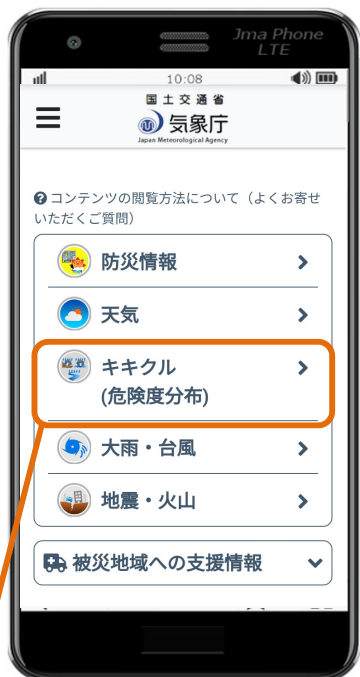 Jma Phone
LTE
10:08
国土交通省
気象庁
Japan Meteorological Agency
コンテンツの閲覧方法について（よくお寄せ
いただくご質問）
防災情報
天気
キキクル
(危険度分布)
大雨・台風
地震・火山
被災地域への支援情報